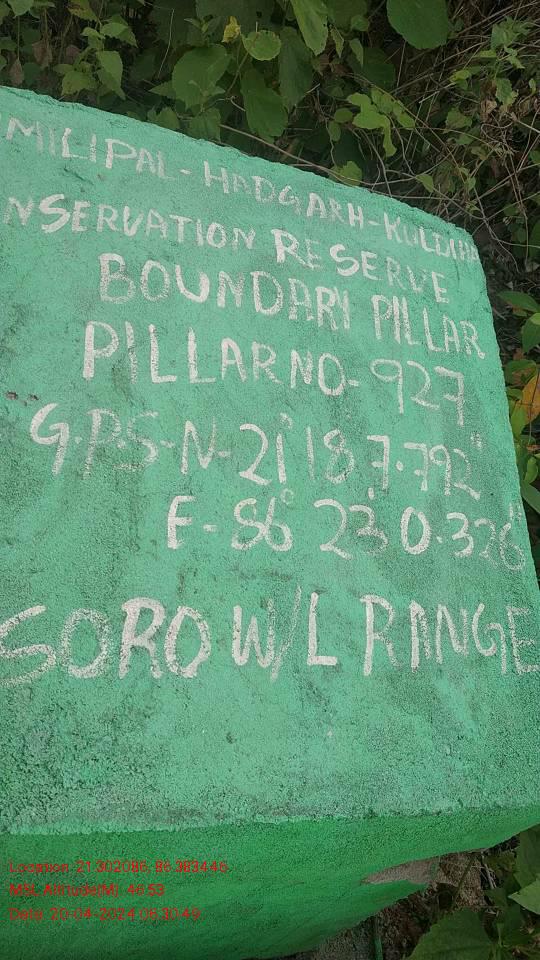 MILIPAL-HADGARH-KULDIHA
NSERVATION RESERVE
BOUNDARY PILLAR
PILLAR NO-927
G.P.S-N-21° 18' 7.792"
E-86° 23' 0.326"
SORO W/L RANGE
Location: 21.302086, 86.383446
MSL Altitude(M): 46.53
Date: 20-04-2024 06:30:49